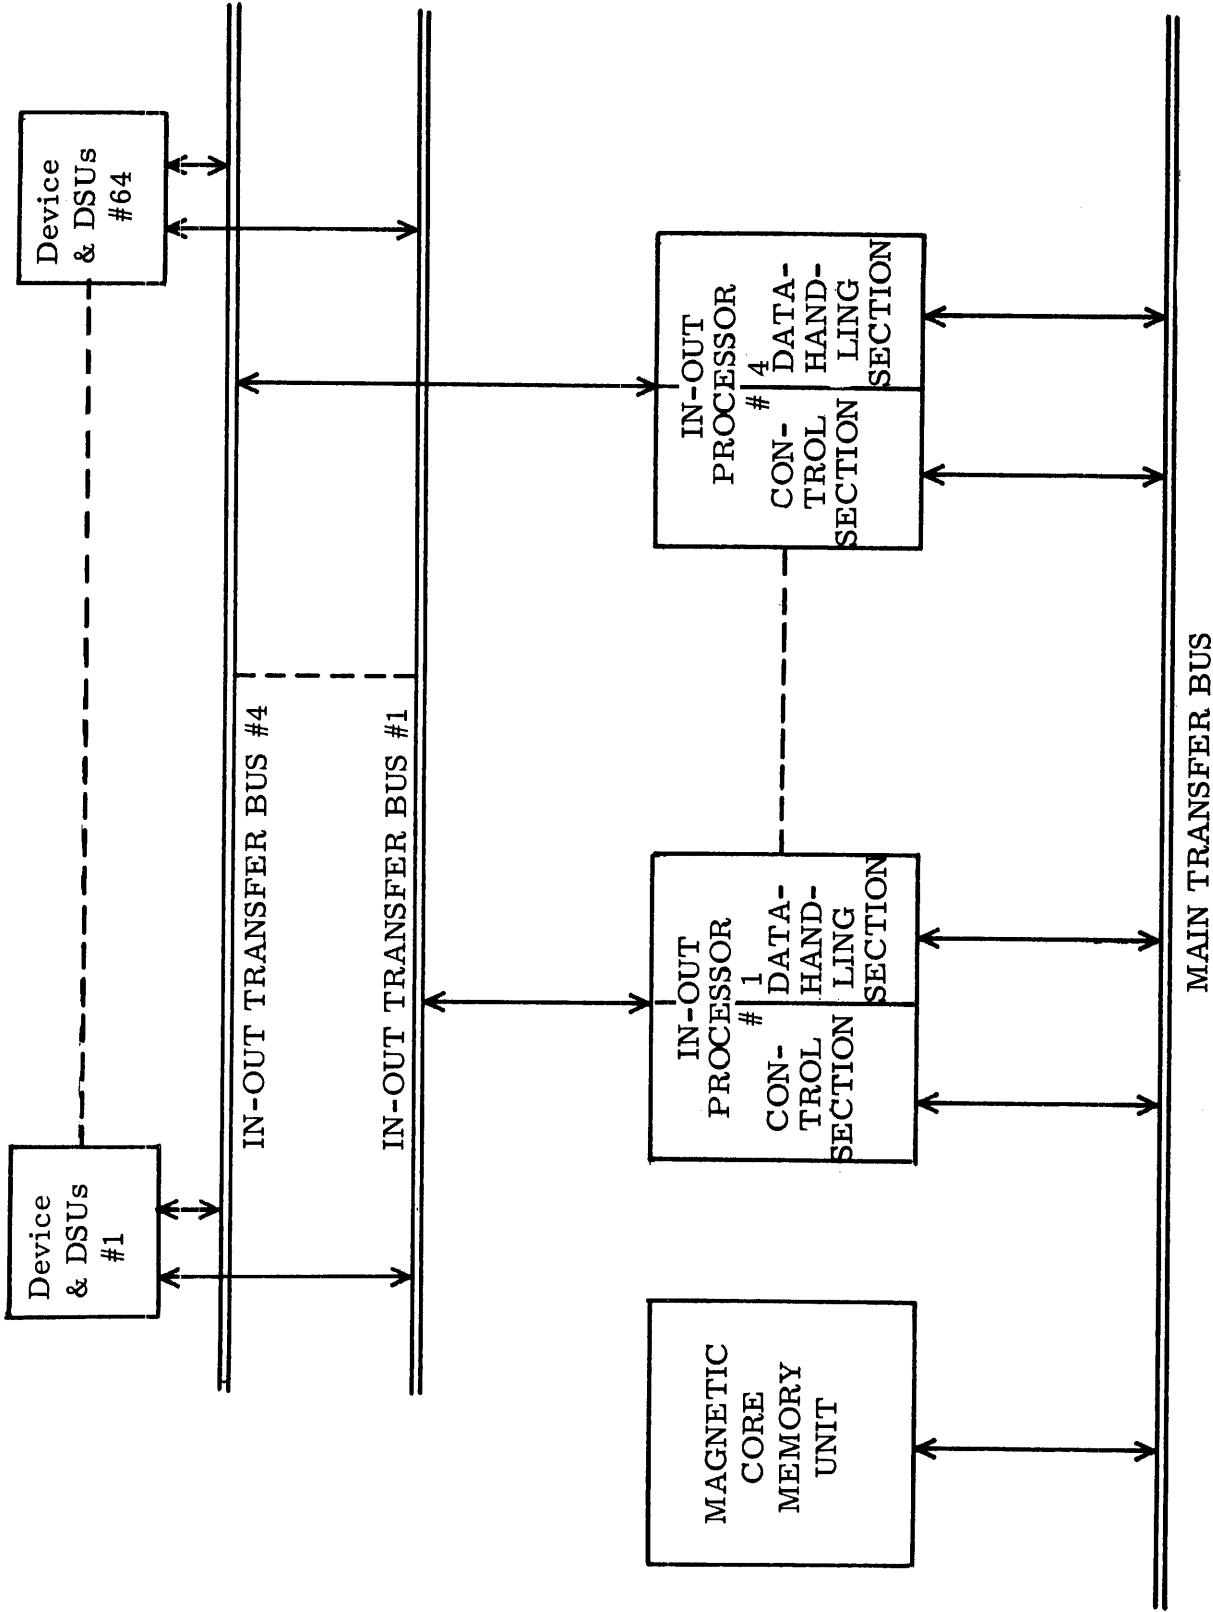 Device
& DSUs
#1
Device
& DSUs
#64
IN-OUT TRANSFER BUS #4
IN-OUT TRANSFER BUS #1
MAGNETIC
CORE
MEMORY
UNIT
IN-OUT
PROCESSOR
# 1
CON-
TROL
SECTION
DATA-
HAND-
LING
SECTION
IN-OUT
PROCESSOR
# 4
CON-
TROL
SECTION
DATA-
HAND-
LING
SECTION
MAIN TRANSFER BUS